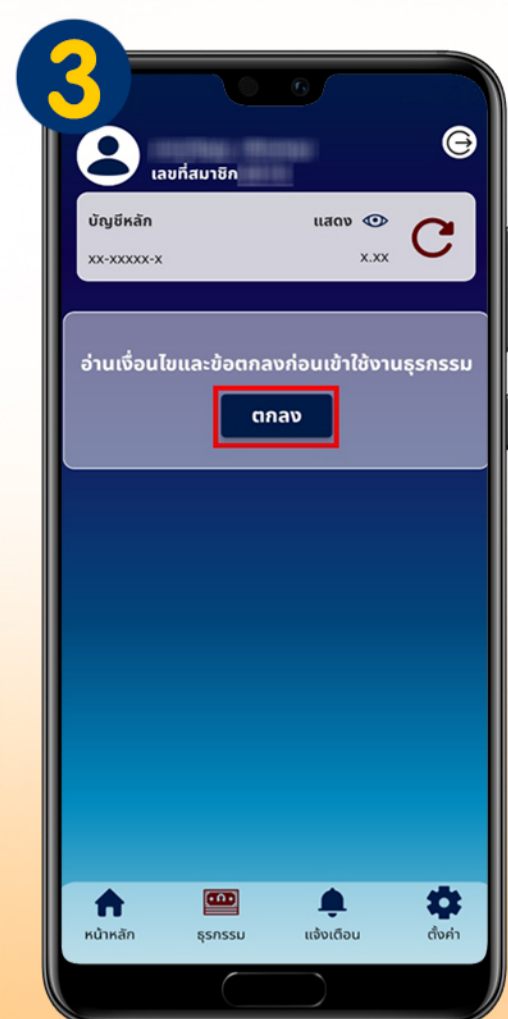 3
เลขที่สมาชิก
บัญชีหลัก แสดง
xx-xxxxx-x x.xx
อ่านเงื่อนไขและข้อตกลงก่อนเข้าใช้งานธุรกรรม
ตกลง
หน้าหลัก ธุรกรรม แจ้งเตือน ตั้งค่า